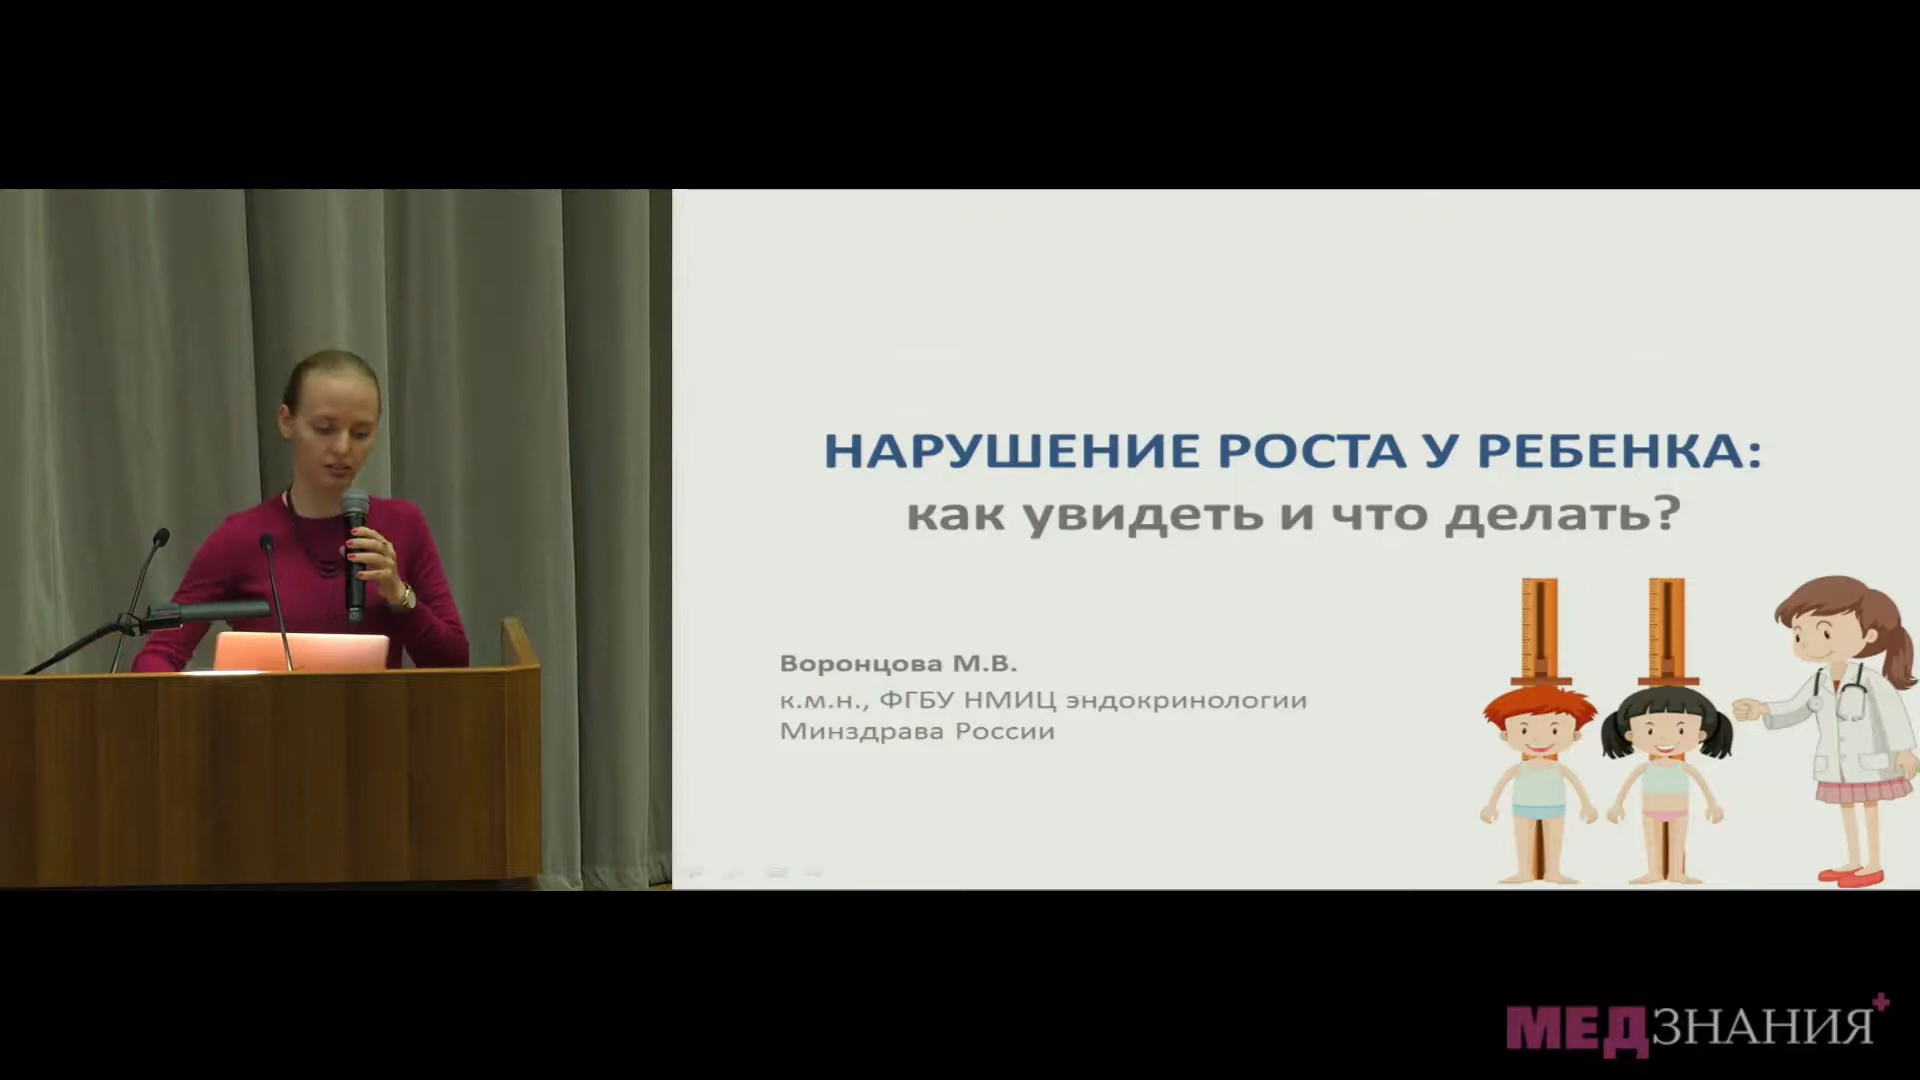 НАРУШЕНИЕ РОСТА У РЕБЕНКА:
как увидеть и что делать?
Воронцова М.В.
к.м.н., ФГБУ НМИЦ эндокринологии
Минздрава России
МЕДЗНАНИЯ+